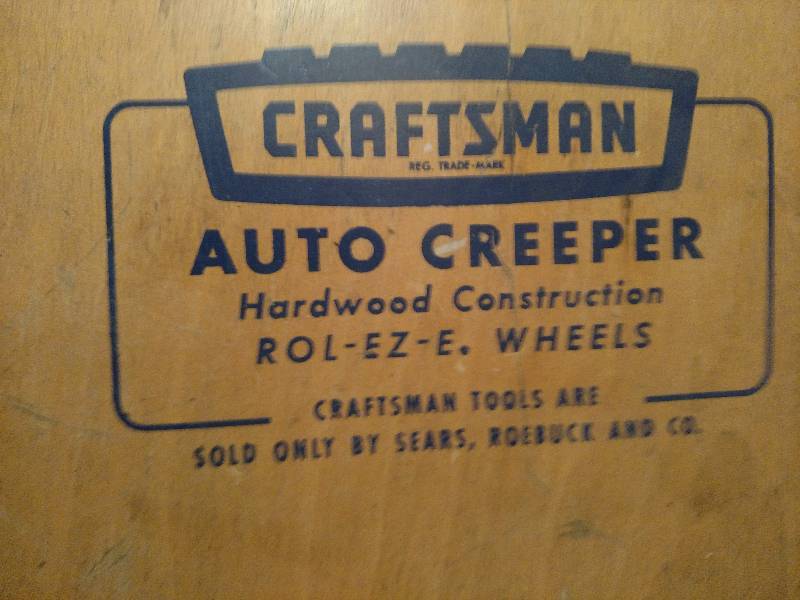 CRAFTSMAN
REG. TRADE-MARK
AUTO CREEPER
Hardwood Construction
ROL-EZ-E. WHEELS
CRAFTSMAN TOOLS ARE
SOLD ONLY BY SEARS, ROEBUCK AND CO.